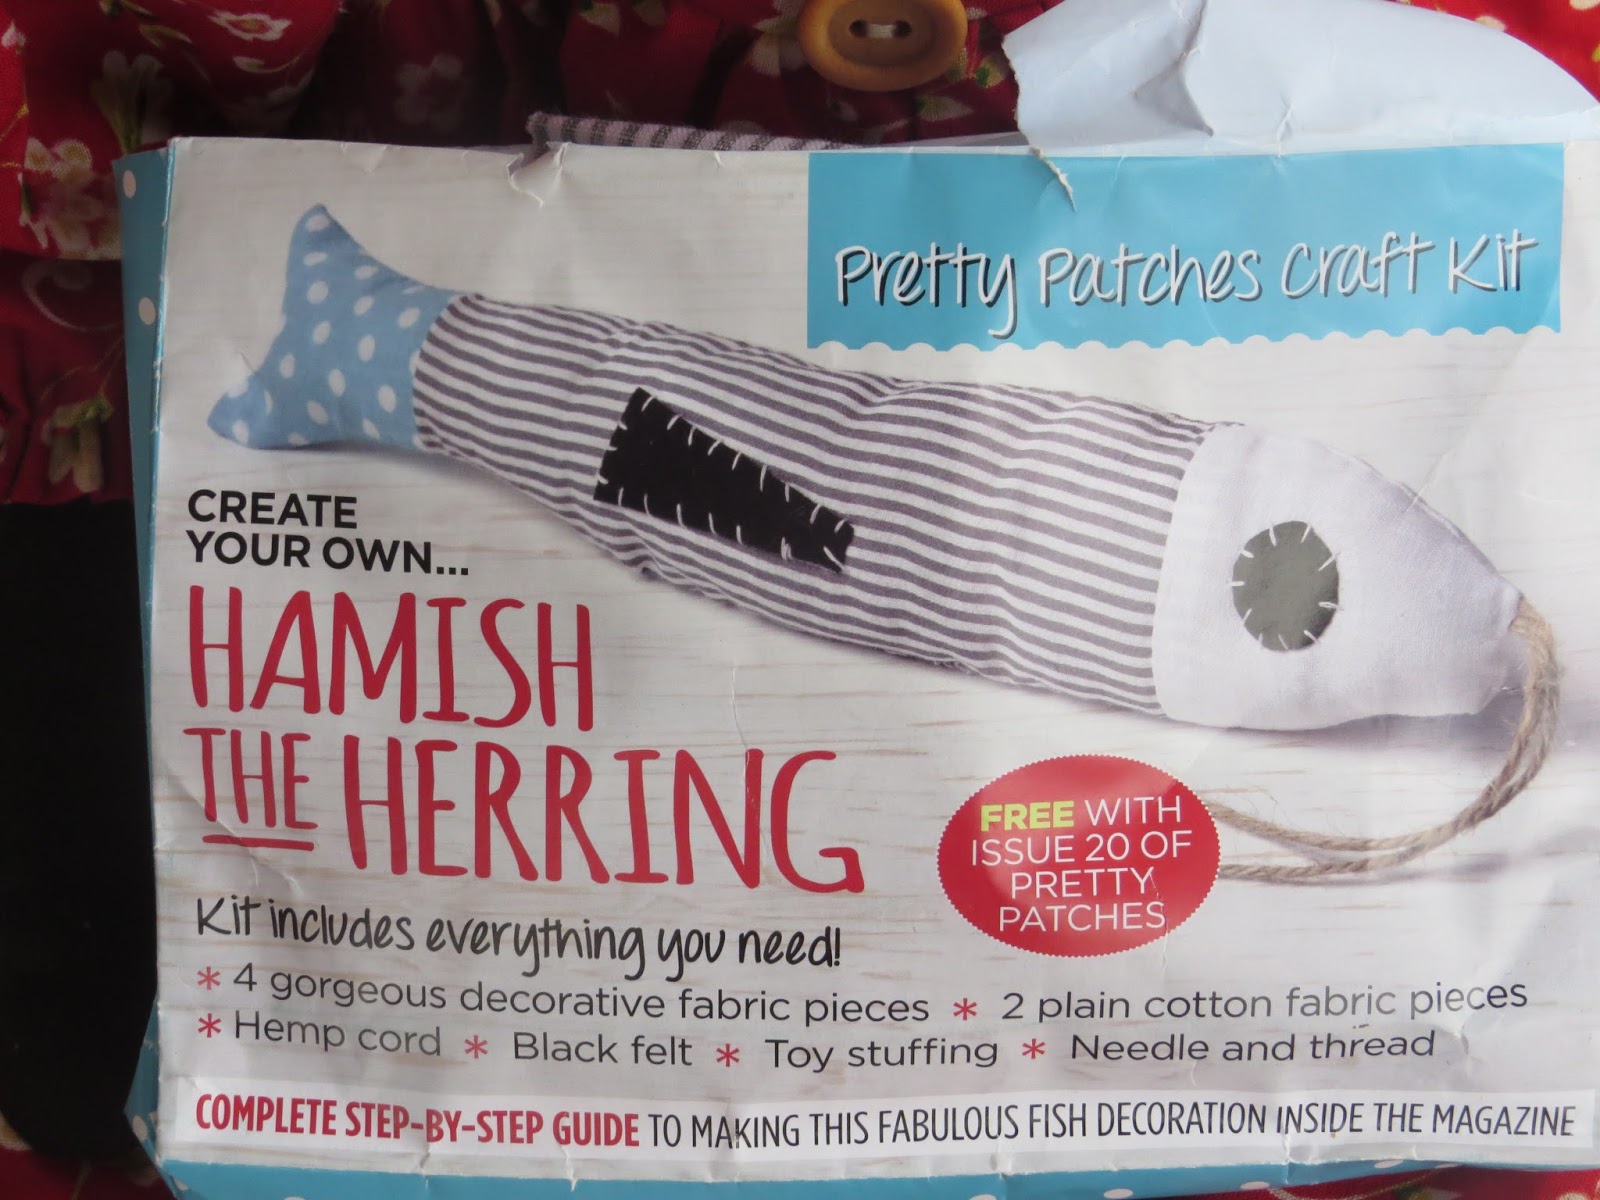 Pretty Patches Craft Kit
CREATE
YOUR OWN...
HAMISH
THE HERRING
FREE WITH
ISSUE 20 OF
PRETTY
PATCHES
Kit includes everything you need!
* 4 gorgeous decorative fabric pieces * 2 plain cotton fabric pieces
* Hemp cord * Black felt * Toy stuffing * Needle and thread
COMPLETE STEP-BY-STEP GUIDE TO MAKING THIS FABULOUS FISH DECORATION INSIDE THE MAGAZINE